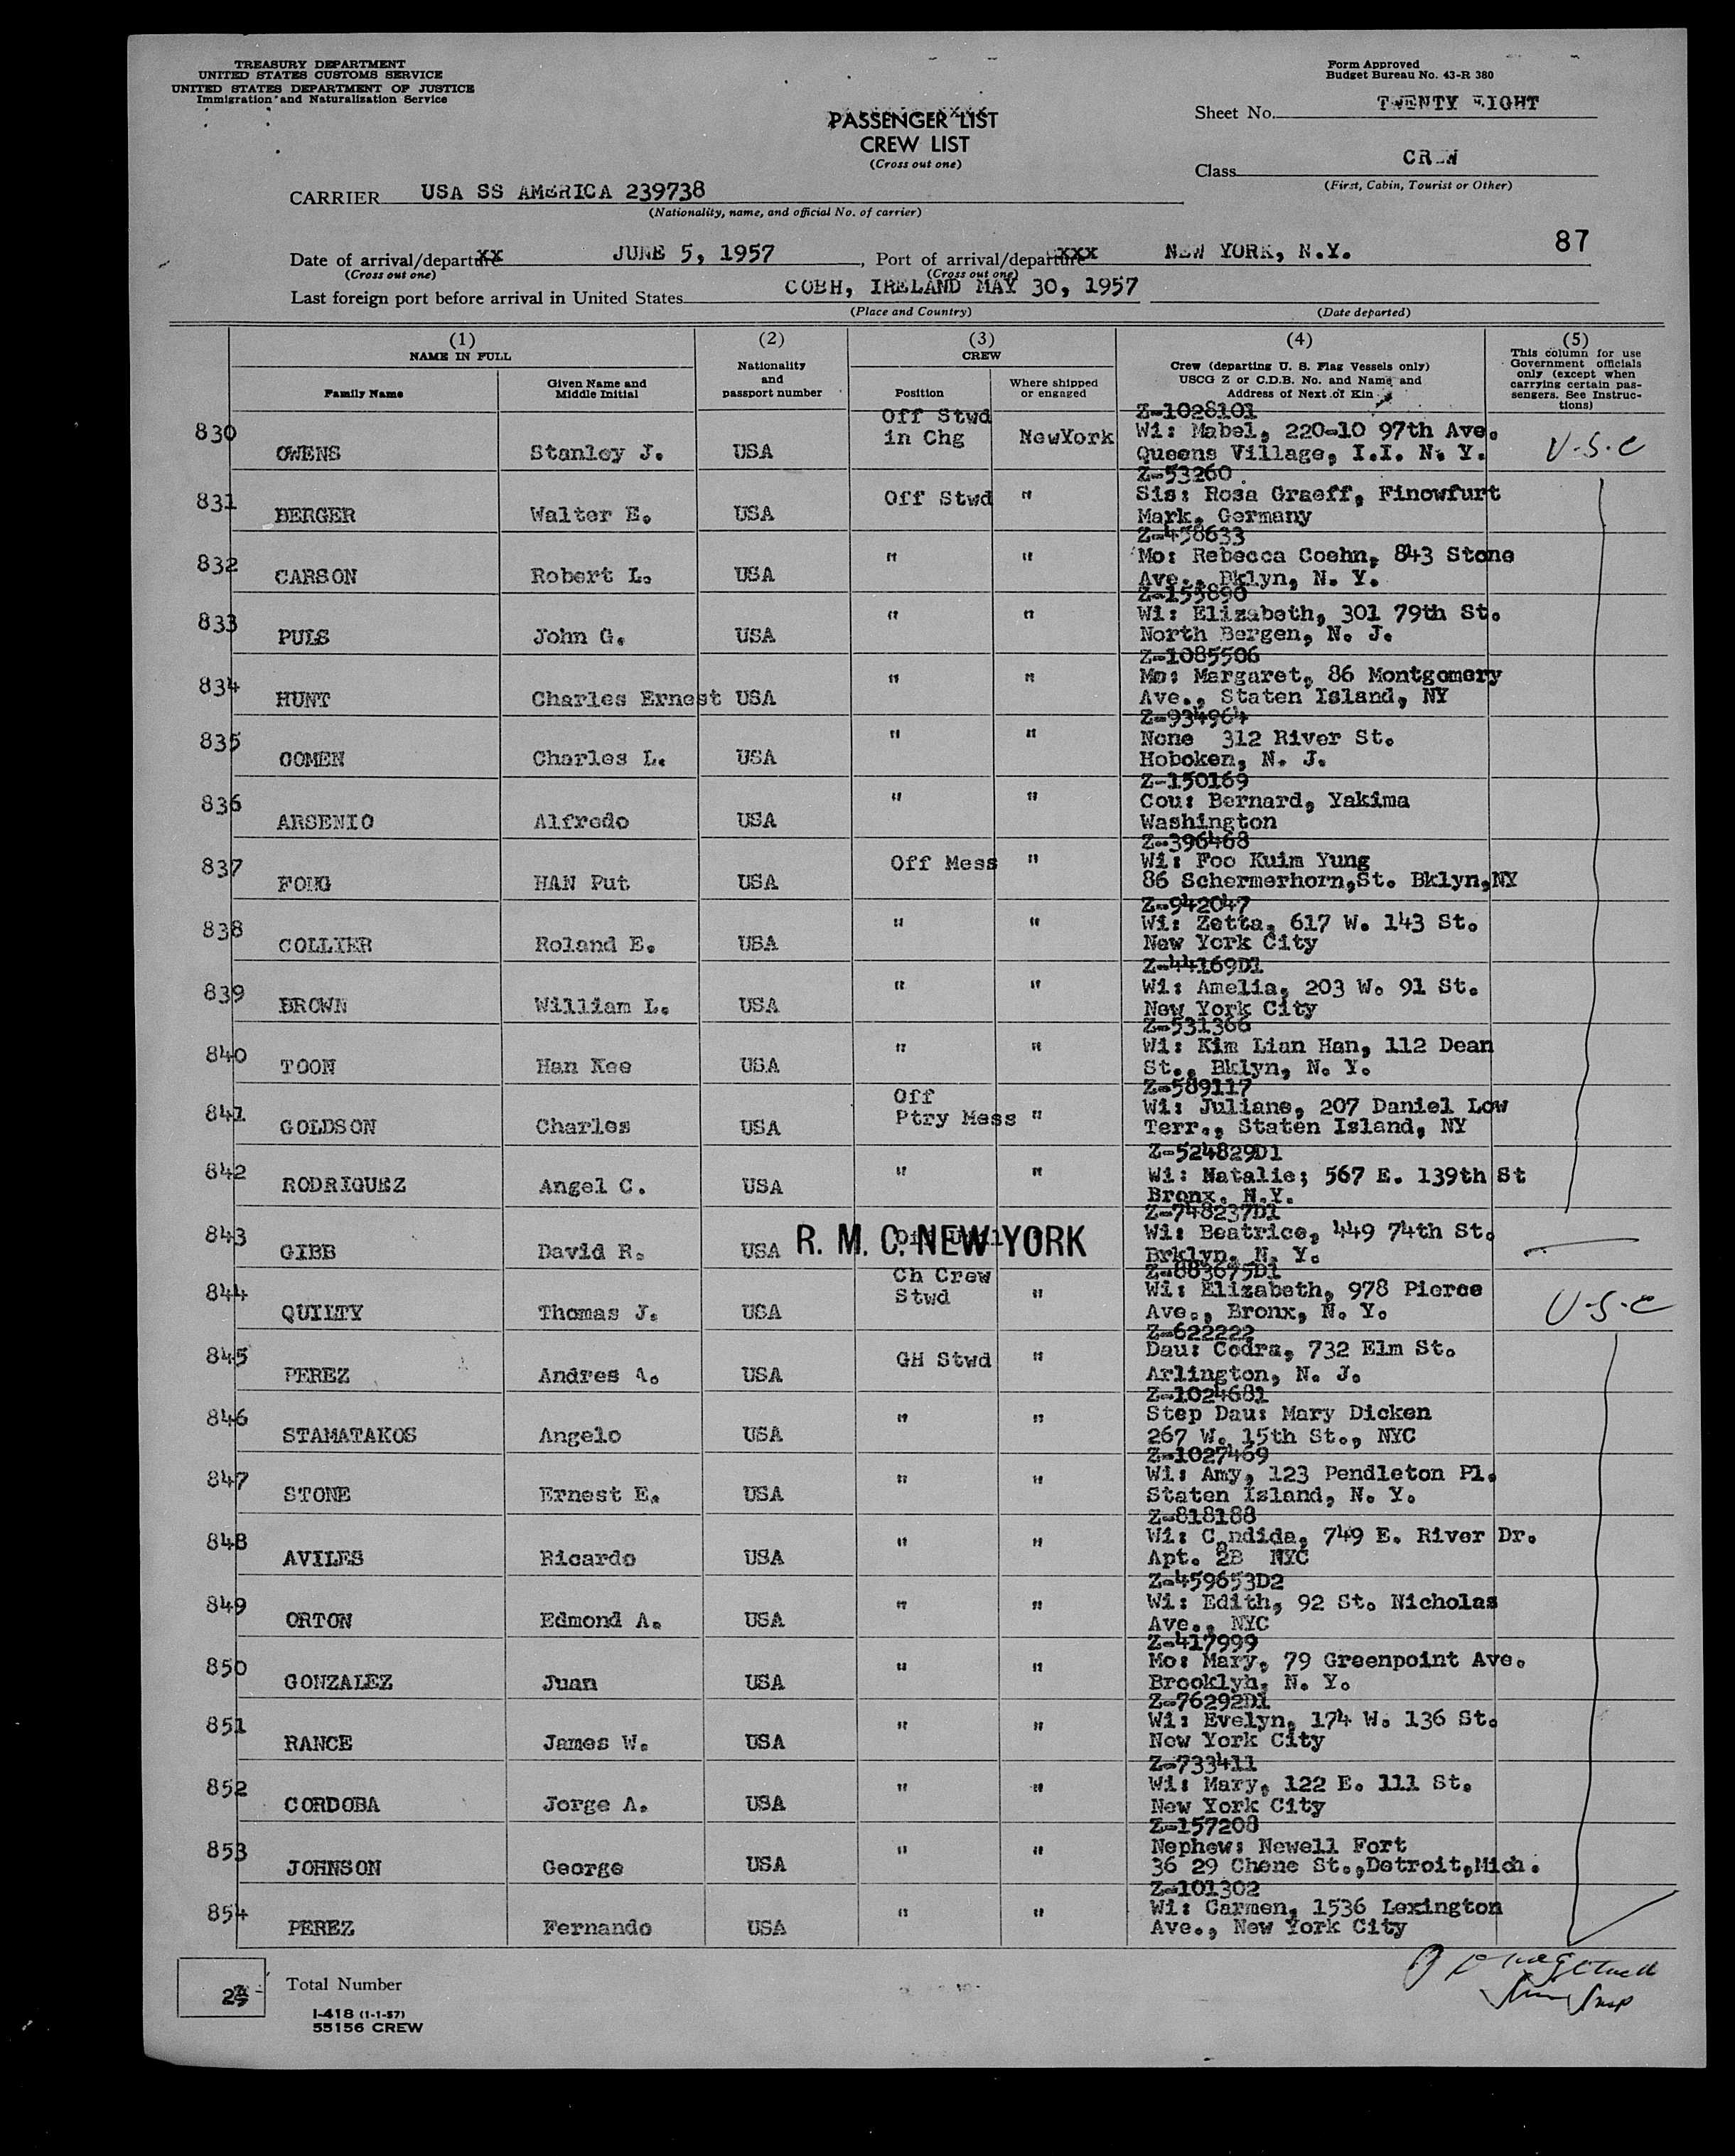 TREASURY DEPARTMENT
UNITED STATES CUSTOMS SERVICE
UNITED STATES DEPARTMENT OF JUSTICE
Immigration and Naturalization Service
Form Approved
Budget Bureau No. 43-R 380
PASSENGER LIST
CREW LIST
(Cross out one)
Sheet No. TWENTY EIGHT
Class CREW
(First, Cabin, Tourist or Other)
CARRIER USA SS AMERICA 239738
(Nationality, name, and official No. of carrier)
87
Date of arrival/departure xx JUNE 5, 1957, Port of arrival/departure xxx NEW YORK, N.Y.
(Cross out one) (Cross out one)
Last foreign port before arrival in United States COBH, IRELAND MAY 30, 1957
(Place and Country) (Date departed)
(1) (2) (3) (4) (5)
NAME IN FULL
Family Name
Given Name and Middle Initial
Nationality and passport number
CREW
Position
Where shipped or engaged
Crew (departing U. S. Flag Vessels only)
USCG Z or C.D.B. No. and Name and
Address of Next of Kin
This column for use
Government officials
only (except when
carrying certain pas-
sengers. See Instruc-
tions)
Off Stwd Z-1028101
830 OWENS Stanley J. USA in Chg NewYork Wi: Mabel, 220-10 97th Ave. U.S.C
Queens Village, I.I. N. Y.
Z-53260
831 BERGER Walter E. USA Off Stwd " Sis: Rosa Graeff, Finowfurt
Mark, Germany
Z-458633
832 CARSON Robert L. USA " " Mo: Rebecca Coehn, 843 Stone
Ave., Bklyn, N. Y.
Z-155890
833 PULS John G. USA " " Wi: Elizabeth, 301 79th St.
North Bergen, N. J.
Z-1085506
834 HUNT Charles Ernest USA " " Mo: Margaret, 86 Montgomery
Ave., Staten Island, NY
Z-934964
835 COMEN Charles L. USA " " None 312 River St.
Hoboken, N. J.
Z-150169
836 ARSENIO Alfredo USA " " Cou: Bernard, Yakima
Washington
Z-396468
837 FONG HAN Put USA Off Mess " Wi: Foo Kuim Yung
86 Schermerhorn,St. Bklyn,NY
Z-942047
838 COLLIER Roland E. USA " " Wi: Zetta, 617 W. 143 St.
New York City
Z-44169D1
839 BROWN William L. USA " " Wi: Amelia, 203 W. 91 St.
New York City
Z-531366
840 TOON Han Kee USA " " Wi: Kim Lian Han, 112 Dean
St., Bklyn, N. Y.
Off Z-589117
841 GOLDSON Charles USA Ptry Mess " Wi: Juliane, 207 Daniel Low
Terr., Staten Island, NY
Z-524829D1
842 RODRIQUEZ Angel C. USA " " Wi: Natalie; 567 E. 139th St
Bronx, N.Y.
Z-748237D1
843 GIBB David R. USA Wi: Beatrice, 449 74th St.
R. M. C. NEW YORK
Brklyn, N. Y.
Ch Crew Z-883675D1
844 QUILTY Thomas J. USA Stwd " Wi: Elizabeth, 978 Pierce U.S.C
Ave., Bronx, N. Y.
Z-622222
845 PEREZ Andres A. USA GH Stwd " Dau: Codra, 732 Elm St.
Arlington, N. J.
Z-1024681
846 STAMATAKOS Angelo USA " " Step Dau: Mary Dicken
267 W. 15th St., NYC
Z-1027469
847 STONE Ernest E. USA " " Wi: Amy, 123 Pendleton Pl.
Staten Island, N. Y.
Z-818188
848 AVILES Ricardo USA " " Wi: Candida, 749 E. River Dr.
Apt. 2B NYC
Z-459653D2
849 ORTON Edmond A. USA " " Wi: Edith, 92 St. Nicholas
Ave., NYC
Z-417999
850 GONZALEZ Juan USA " " Mo: Mary, 79 Greenpoint Ave.
Brooklyh, N. Y.
Z-76292D1
851 RANCE James W. USA " " Wi: Evelyn, 174 W. 136 St.
New York City
Z-733411
852 CORDOBA Jorge A. USA " " Wi: Mary, 122 E. 111 St.
New York City
Z-157208
853 JOHNSON George USA " " Nephew: Newell Fort
36 29 Chene St.,Detroit,Mich.
Z-101302
854 PEREZ Fernando USA " " Wi: Carmen, 1536 Lexington
Ave., New York City
Total Number
I-418 (1-1-57)
55156 CREW